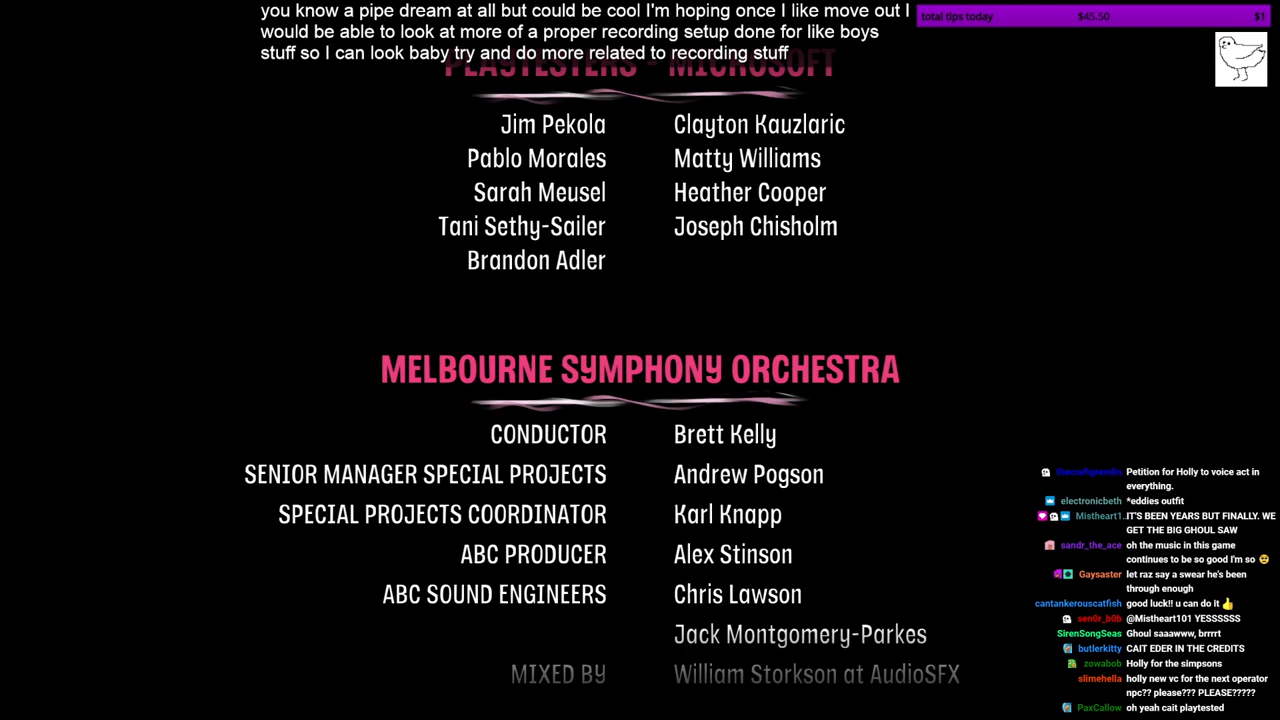 you know a pipe dream at all but could be cool I'm hoping once I like move out I
would be able to look at more of a proper recording setup done for like boys
stuff so I can look baby try and do more related to recording stuff
total tips today $45.50 $1
PLAYTESTERS - MICROSOFT
Jim Pekola Clayton Kauzlaric
Pablo Morales Matty Williams
Sarah Meusel Heather Cooper
Tani Sethy-Sailer Joseph Chisholm
Brandon Adler
MELBOURNE SYMPHONY ORCHESTRA
CONDUCTOR Brett Kelly
SENIOR MANAGER SPECIAL PROJECTS Andrew Pogson
SPECIAL PROJECTS COORDINATOR Karl Knapp
ABC PRODUCER Alex Stinson
ABC SOUND ENGINEERS Chris Lawson
Jack Montgomery-Parkes
MIXED BY William Storkson at AudioSFX
thecraftgremlin Petition for Holly to voice act in
everything.
electronicbeth *eddies outfit
Mistheart1.. IT'S BEEN YEARS BUT FINALLY. WE
GET THE BIG GHOUL SAW
sandr_the_ace oh the music in this game
continues to be so good I'm so 🥺
Gaysaster let raz say a swear he's been
through enough
cantankerouscatfish good luck!! u can do it 👍
sen0r_b0b @Mistheart101 YESSSSSS
SirenSongSeas Ghoul saaawww, brrrrt
butlerkitty CAIT EDER IN THE CREDITS
zowabob Holly for the simpsons
slimehella holly new vc for the next operator
npc?? please??? PLEASE?????
PaxCallow oh yeah cait playtested